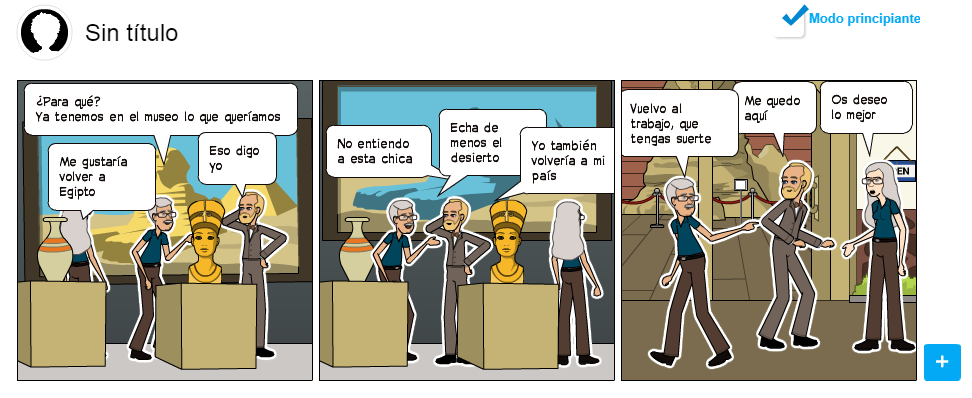 Sin título
Modo principiante
¿Para qué?
Ya tenemos en el museo lo que queríamos
Me gustaría
volver a
Egipto
Eso digo
yo
No entiendo
a esta chica
Echa de
menos el
desierto
Yo también
volvería a mi
país
Vuelvo al
trabajo, que
tengas suerte
Me quedo
aquí
Os deseo
lo mejor
EN
+